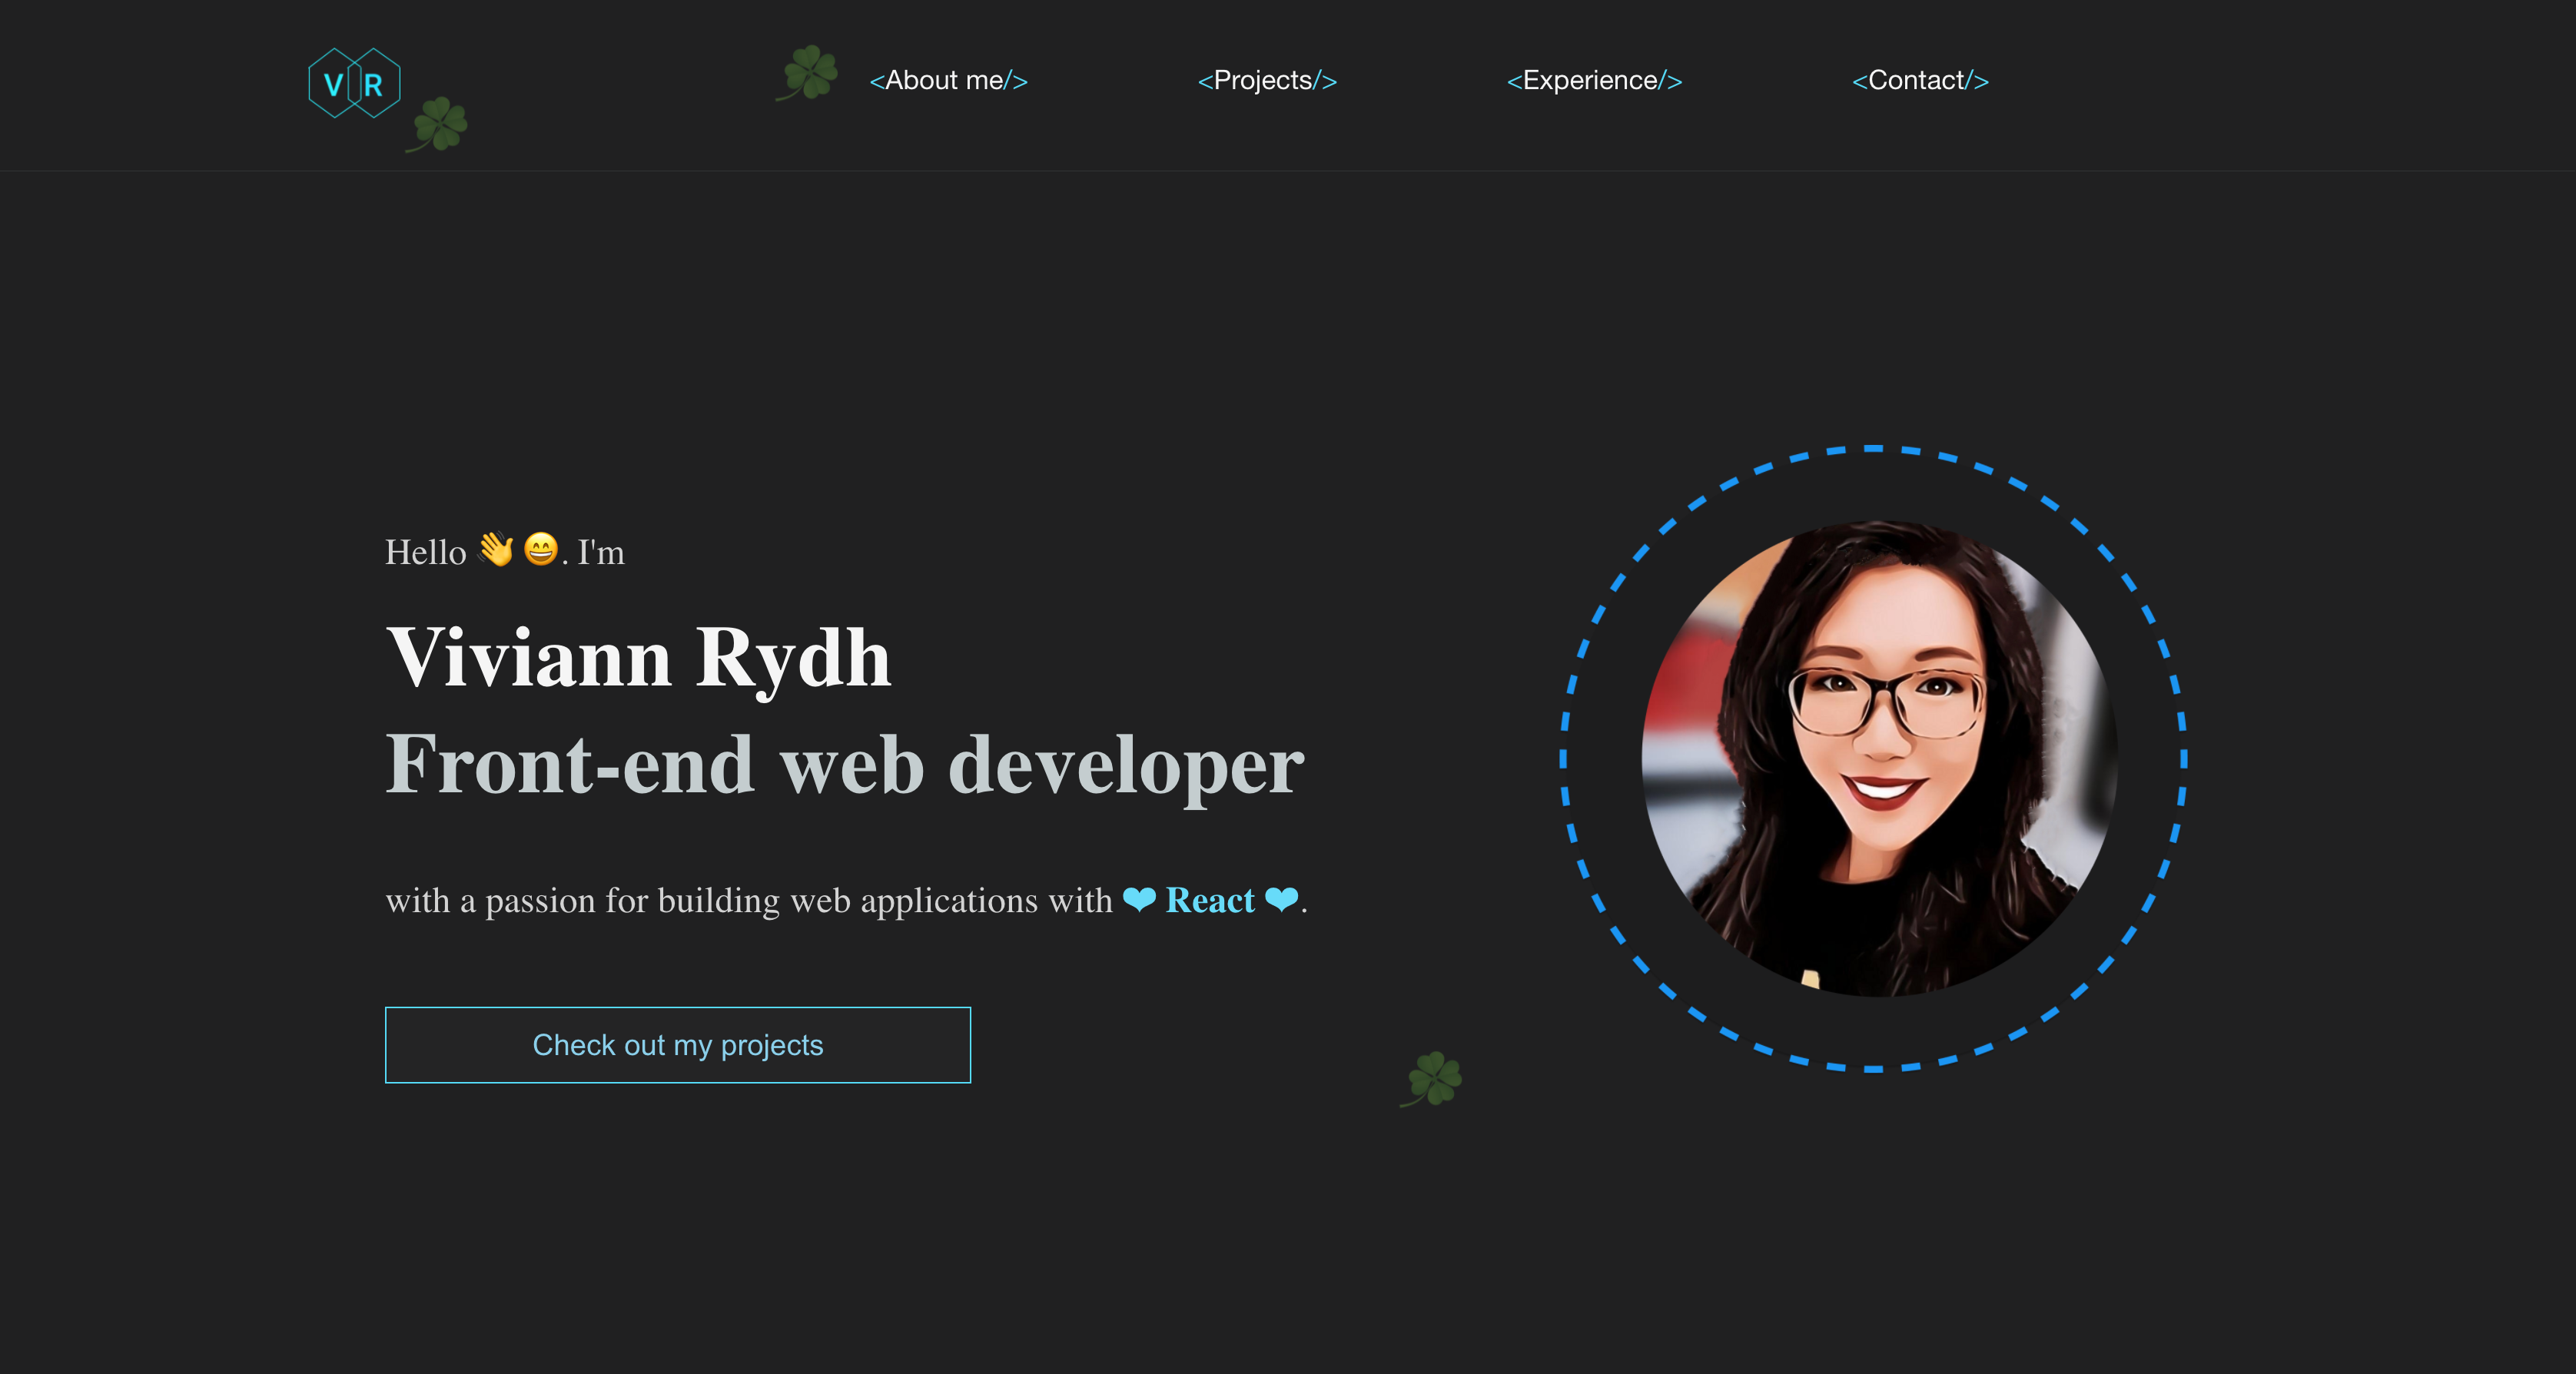 VR
<About me/> <Projects/> <Experience/> <Contact/>
Hello 👋 😄. I'm
Viviann Rydh
Front-end web developer
with a passion for building web applications with ❤ React ❤.
Check out my projects